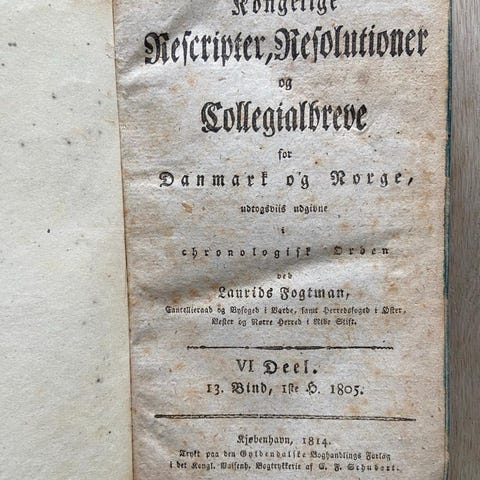 Kongelige
Rescripter, Resolutioner
og
Collegialbreve
for
Danmark og Norge,
udtogsviis udgivne
i
chronologisk Orden
ved
Laurids Fogtman,
Cancelliraad og Byfoged i Varde, samt Herredsfoged i Øster,
Vester og Nørre Herred i Ribe Stift.
VI Deel.
13. Bind, 1ste H. 1805.
Kjøbenhavn, 1814.
Trykt paa den Gyldendalske Boghandlings Forlag
i det Kongl. Vaisenh. Bogtrykkerie af C. F. Schubart.